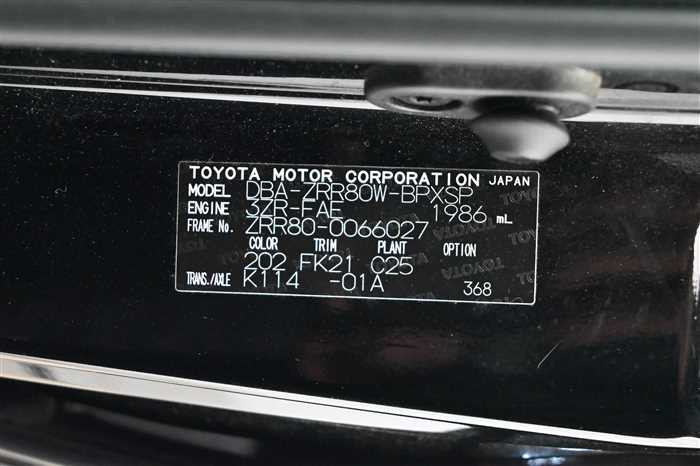 TOYOTA MOTOR CORPORATION JAPAN
MODEL DBA-ZRR80W-BPXSP
ENGINE 3ZR-FAE 1986 mL
FRAME No. ZRR80-0066027
COLOR TRIM PLANT OPTION
202 FK21 C25
TRANS./AXLE K114 -01A 368